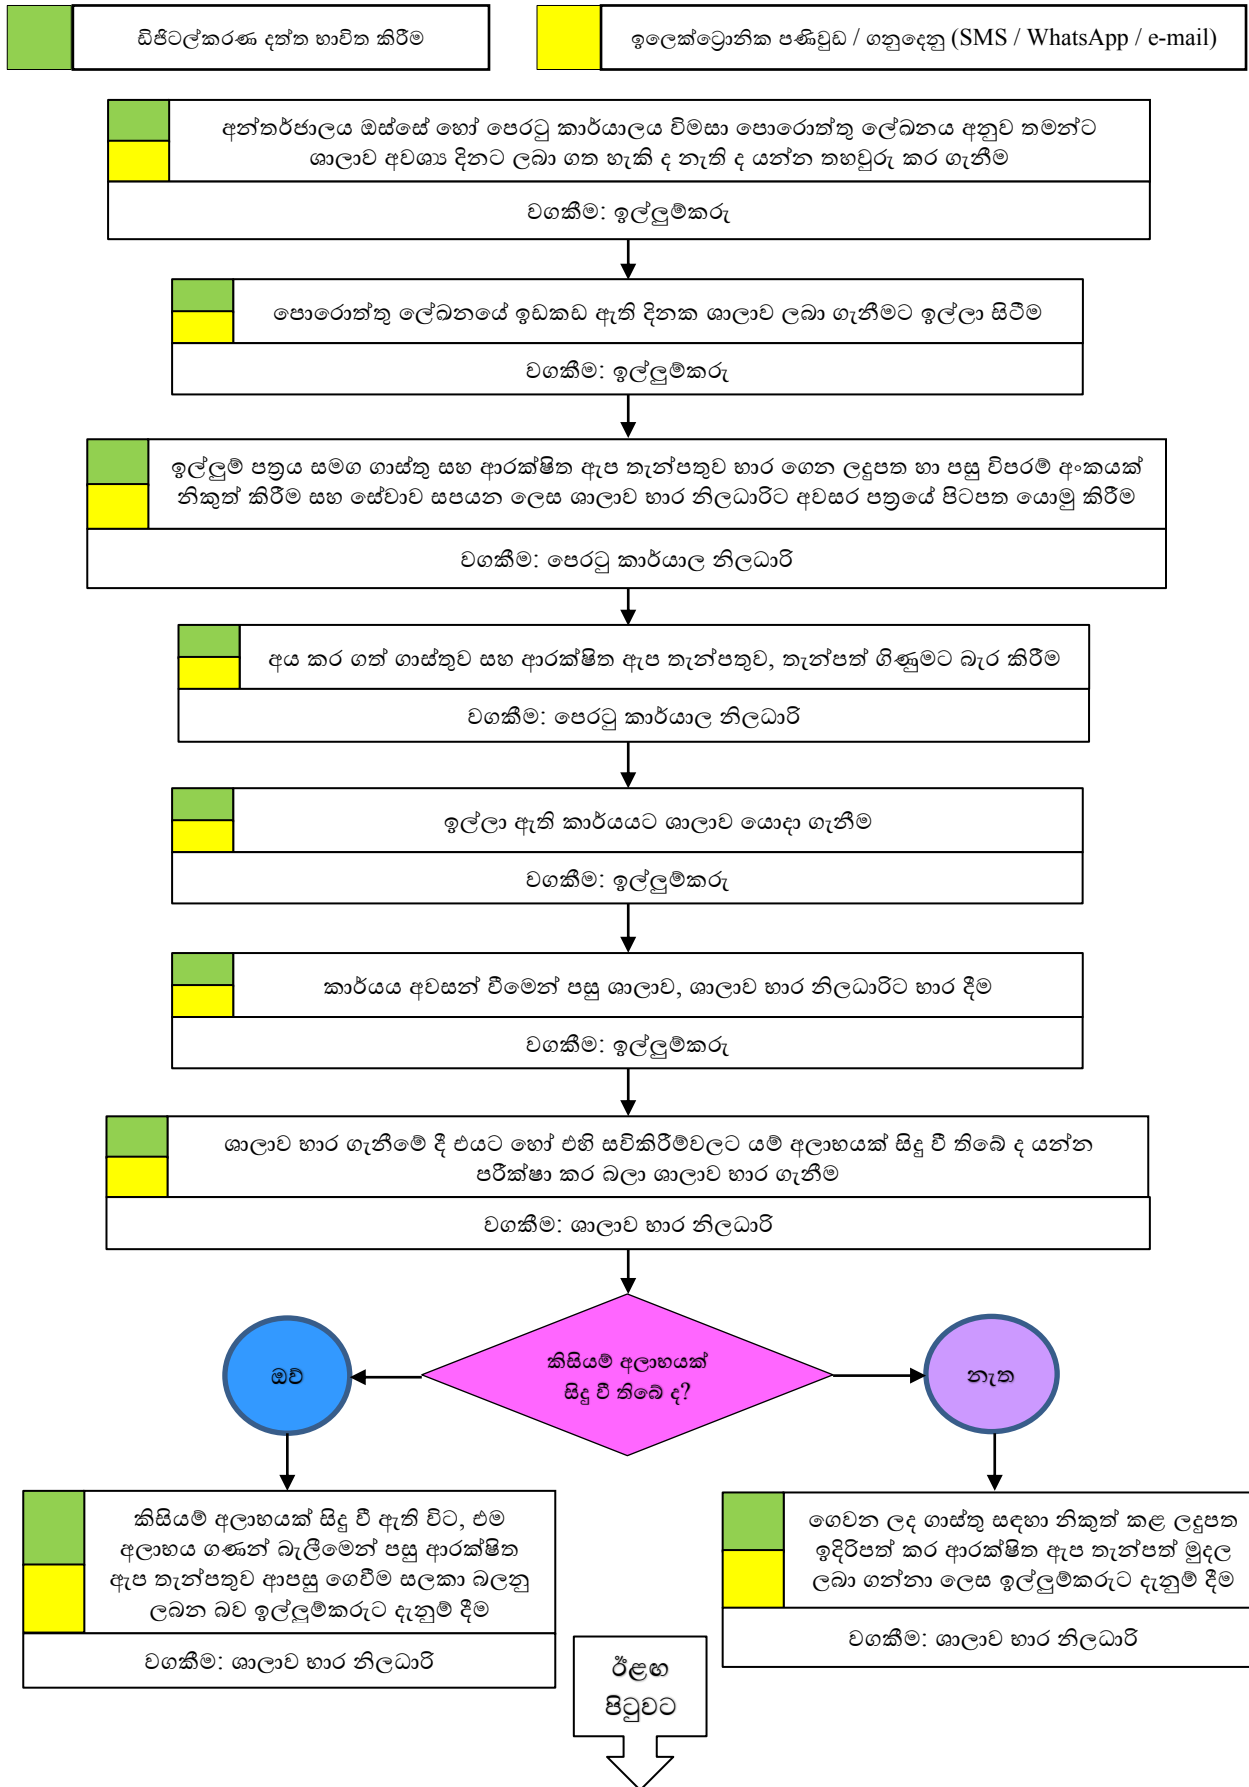 ඩිජිටල්කරණ දත්ත භාවිත කිරීම
ඉලෙක්ට්‍රොනික පණිවුඩ / ගනුදෙනු (SMS / WhatsApp / e-mail)
අන්තර්ජාලය ඔස්සේ හෝ පෙරටු කාර්යාලය විමසා පොරොත්තු ලේඛනය අනුව තමන්ට
ශාලාව අවශ්‍ය දිනට ලබා ගත හැකි ද නැති ද යන්න තහවුරු කර ගැනීම
වගකීම: ඉල්ලුම්කරු
පොරොත්තු ලේඛනයේ ඉඩකඩ ඇති දිනක ශාලාව ලබා ගැනීමට ඉල්ලා සිටීම
වගකීම: ඉල්ලුම්කරු
ඉල්ලුම් පත්‍රය සමග ගාස්තු සහ ආරක්ෂිත ඇප තැන්පතුව භාර ගෙන ලදුපත හා පසු විපරම් අංකයක්
නිකුත් කිරීම සහ සේවාව සපයන ලෙස ශාලාව භාර නිලධාරිට අවසර පත්‍රයේ පිටපත යොමු කිරීම
වගකීම: පෙරටු කාර්යාල නිලධාරි
අය කර ගත් ගාස්තුව සහ ආරක්ෂිත ඇප තැන්පතුව, තැන්පත් ගිණුමට බැර කිරීම
වගකීම: පෙරටු කාර්යාල නිලධාරි
ඉල්ලා ඇති කාර්යයට ශාලාව යොදා ගැනීම
වගකීම: ඉල්ලුම්කරු
කාර්යය අවසන් වීමෙන් පසු ශාලාව, ශාලාව භාර නිලධාරිට භාර දීම
වගකීම: ඉල්ලුම්කරු
ශාලාව භාර ගැනීමේ දී එයට හෝ එහි සවිකිරීම්වලට යම් අලාභයක් සිදු වී තිබේ ද යන්න
පරීක්ෂා කර බලා ශාලාව භාර ගැනීම
වගකීම: ශාලාව භාර නිලධාරි
කිසියම් අලාභයක්
සිදු වී තිබේ ද?
ඔව්
නැත
කිසියම් අලාභයක් සිදු වී ඇති විට, එම
අලාභය ගණන් බැලීමෙන් පසු ආරක්ෂිත
ඇප තැන්පතුව ආපසු ගෙවීම සලකා බලනු
ලබන බව ඉල්ලුම්කරුට දැනුම් දීම
වගකීම: ශාලාව භාර නිලධාරි
ගෙවන ලද ගාස්තු සඳහා නිකුත් කළ ලදුපත
ඉදිරිපත් කර ආරක්ෂිත ඇප තැන්පත් මුදල
ලබා ගන්නා ලෙස ඉල්ලුම්කරුට දැනුම් දීම
වගකීම: ශාලාව භාර නිලධාරි
ඊළඟ
පිටුවට